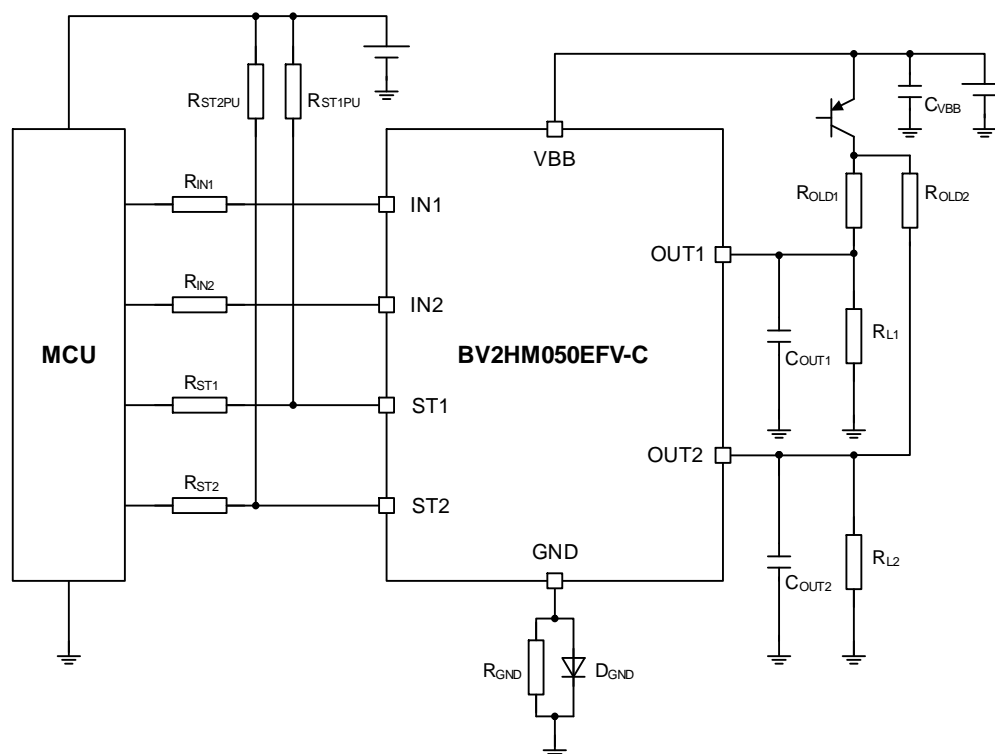 RST2PU
RST1PU
CVBB
VBB
RIN1
IN1
ROLD1
ROLD2
OUT1
RIN2
IN2
MCU
BV2HM050EFV-C
COUT1
RL1
RST1
ST1
OUT2
RST2
ST2
GND
COUT2
RL2
RGND
DGND